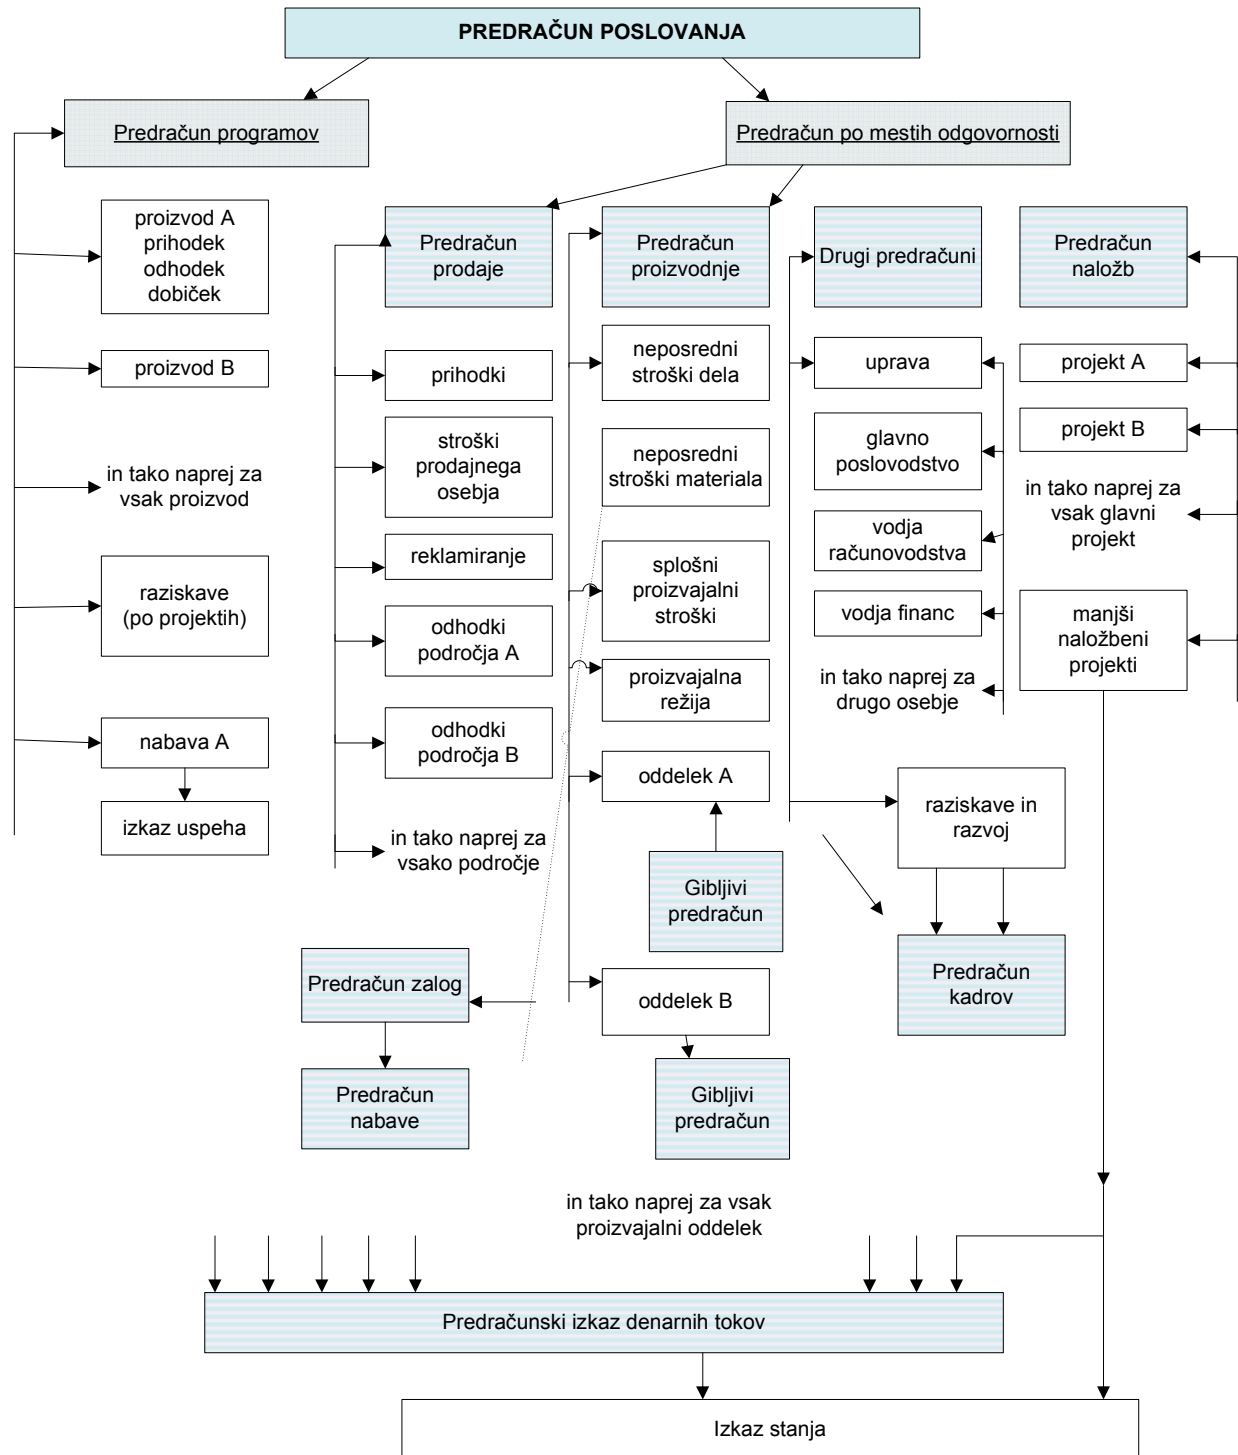 PREDRAČUN POSLOVANJA
Predračun programov
Predračun po mestih odgovornosti
proizvod A
prihodek
odhodek
dobiček
proizvod B
in tako naprej za
vsak proizvod
raziskave
(po projektih)
nabava A
izkaz uspeha
Predračun
prodaje
prihodki
stroški
prodajnega
osebja
reklamiranje
odhodki
področja A
odhodki
področja B
in tako naprej za
vsako področje
Predračun zalog
Predračun
nabave
Predračun
proizvodnje
neposredni
stroški dela
neposredni
stroški materiala
splošni
proizvajalni
stroški
proizvajalna
režija
oddelek A
Gibljivi
predračun
oddelek B
Gibljivi
predračun
in tako naprej za vsak
proizvajalni oddelek
Drugi predračuni
uprava
glavno
poslovodstvo
vodja
računovodstva
vodja financ
in tako naprej za
drugo osebje
raziskave in
razvoj
Predračun
kadrov
Predračun
naložb
projekt A
projekt B
in tako naprej za
vsak glavni
projekt
manjši
naložbeni
projekti
Predračunski izkaz denarnih tokov
Izkaz stanja